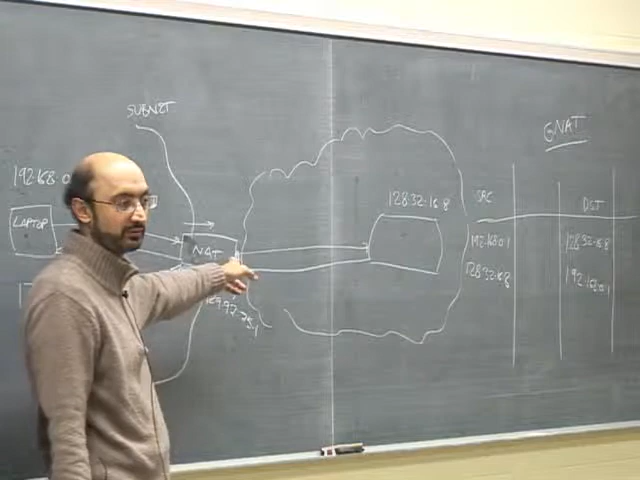 SUBNET
192.168.0
LAPTOP
NAT
128.32.16.8
GNAT
SRC
DST
192.168.0.1
128.32.16.8
128.32.16.8
192.168.0.1